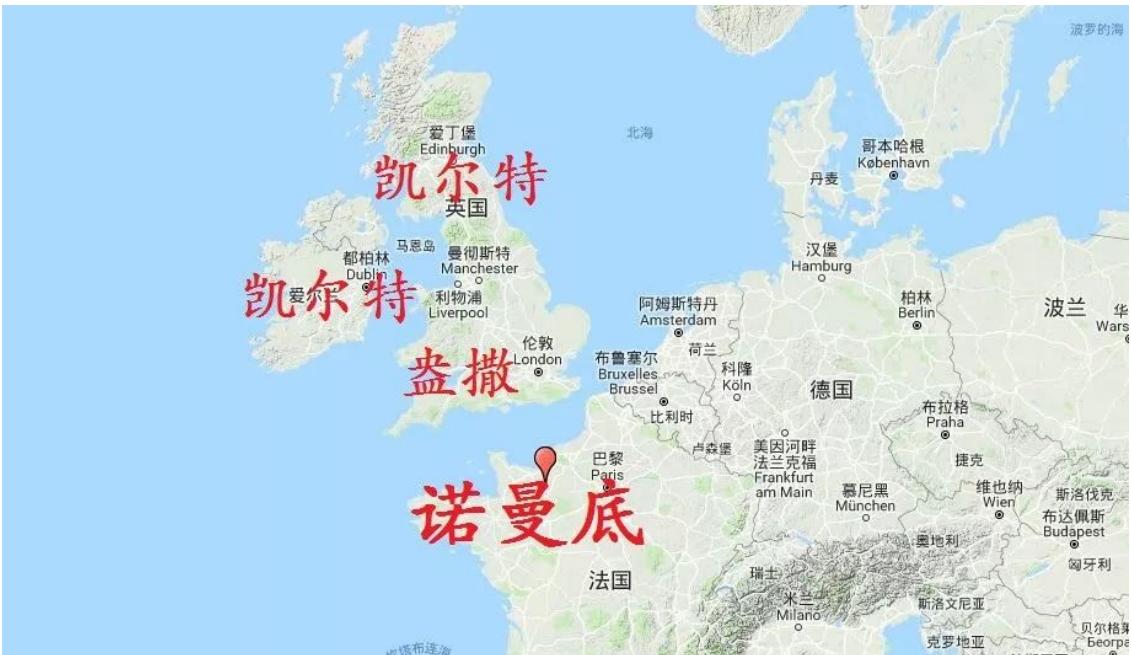 波罗的海
爱丁堡
Edinburgh
北海
哥本哈根
København
凯尔特
丹麦
英国
马恩岛
都柏林
Dublin
曼彻斯特
Manchester
汉堡
Hamburg
凯尔特
爱尔兰
利物浦
Liverpool
阿姆斯特丹
Amsterdam
柏林
Berlin
波兰
华
Wars
伦敦
London
荷兰
盎撒
布鲁塞尔
Bruxelles
Brussel
科隆
Köln
德国
比利时
布拉格
Praha
卢森堡
美因河畔
法兰克福
Frankfurt
am Main
捷克
巴黎
Paris
诺曼底
慕尼黑
München
维也纳
Wien
斯洛伐克
布达佩斯
Budapest
奥地利
匈牙利
法国
瑞士
米兰
Milano
斯洛文尼亚
克罗地亚
贝尔格莱
Београ